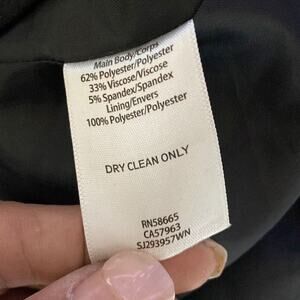 Main Body/Corps
62% Polyester/Polyester
33% Viscose/Viscose
5% Spandex/Spandex
Lining/Envers
100% Polyester/Polyester
DRY CLEAN ONLY
RN58665
CA57963
SJ293957WN